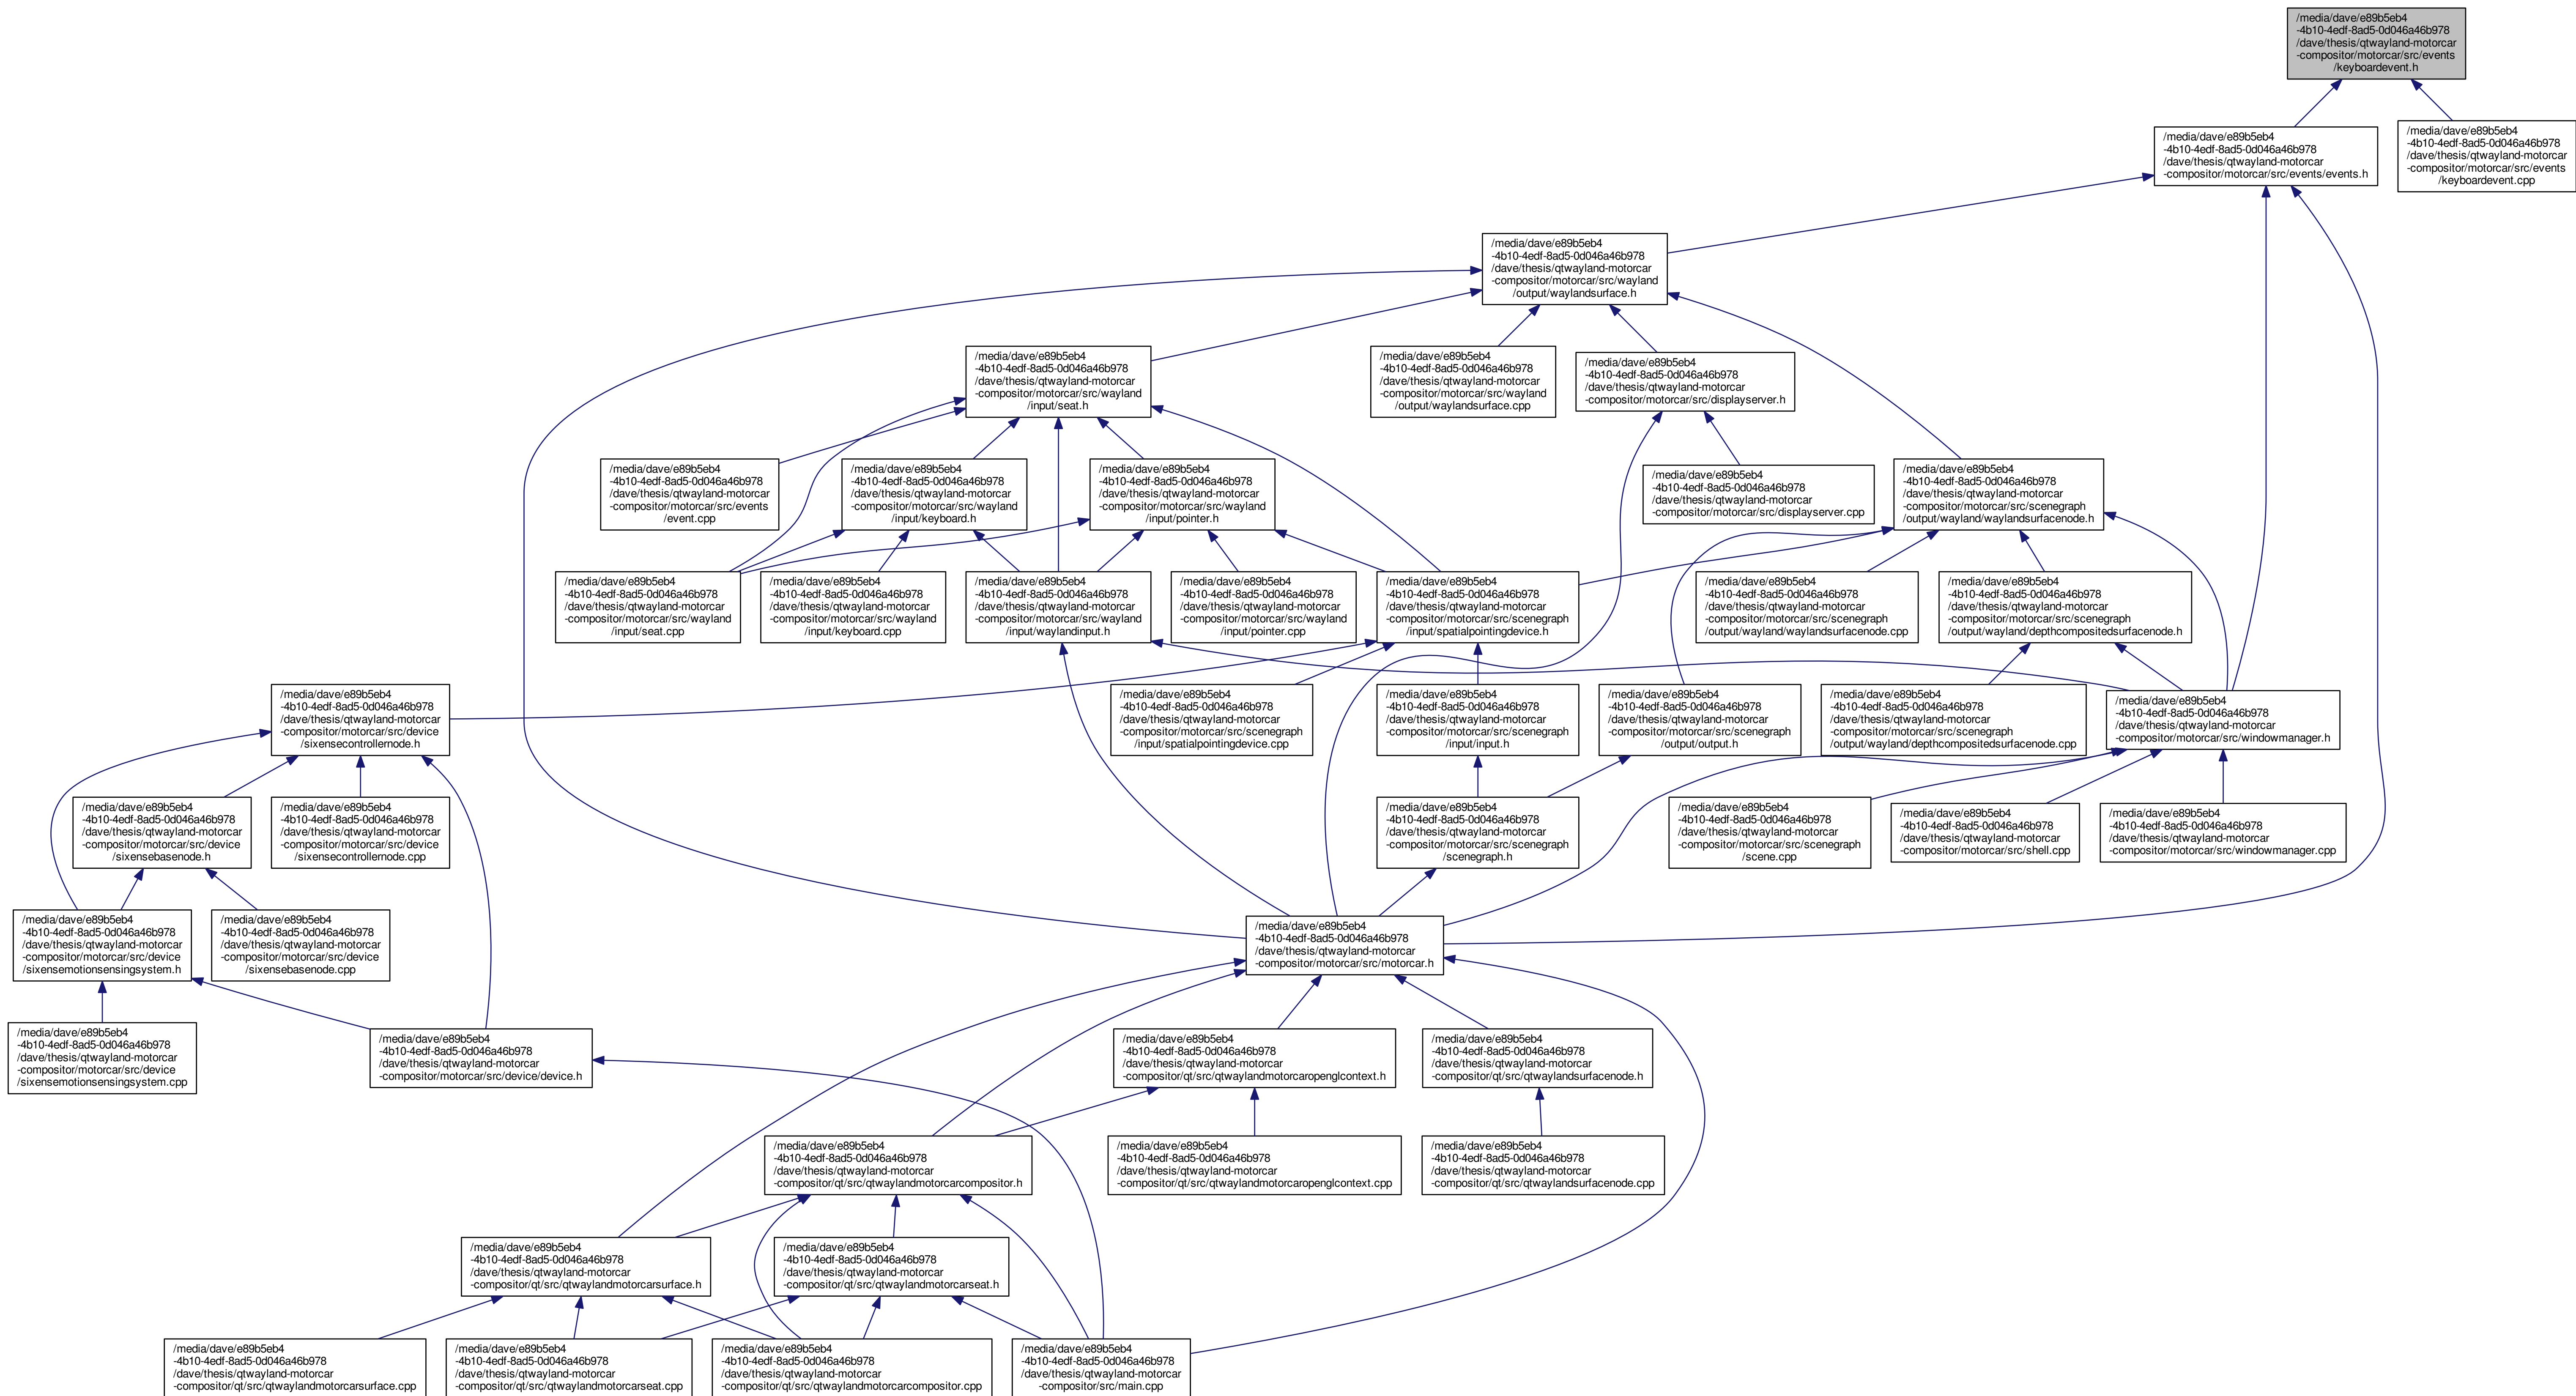 /media/dave/e89b5eb4
-4b10-4edf-8ad5-0d046a46b978
/dave/thesis/qtwayland-motorcar
-compositor/motorcar/src/events
/keyboardevent.h
/media/dave/e89b5eb4
-4b10-4edf-8ad5-0d046a46b978
/dave/thesis/qtwayland-motorcar
-compositor/motorcar/src/events/events.h
/media/dave/e89b5eb4
-4b10-4edf-8ad5-0d046a46b978
/dave/thesis/qtwayland-motorcar
-compositor/motorcar/src/events
/keyboardevent.cpp
/media/dave/e89b5eb4
-4b10-4edf-8ad5-0d046a46b978
/dave/thesis/qtwayland-motorcar
-compositor/motorcar/src/wayland
/output/waylandsurface.h
/media/dave/e89b5eb4
-4b10-4edf-8ad5-0d046a46b978
/dave/thesis/qtwayland-motorcar
-compositor/motorcar/src/wayland
/input/seat.h
/media/dave/e89b5eb4
-4b10-4edf-8ad5-0d046a46b978
/dave/thesis/qtwayland-motorcar
-compositor/motorcar/src/wayland
/output/waylandsurface.cpp
/media/dave/e89b5eb4
-4b10-4edf-8ad5-0d046a46b978
/dave/thesis/qtwayland-motorcar
-compositor/motorcar/src/displayserver.h
/media/dave/e89b5eb4
-4b10-4edf-8ad5-0d046a46b978
/dave/thesis/qtwayland-motorcar
-compositor/motorcar/src/events
/event.cpp
/media/dave/e89b5eb4
-4b10-4edf-8ad5-0d046a46b978
/dave/thesis/qtwayland-motorcar
-compositor/motorcar/src/wayland
/input/keyboard.h
/media/dave/e89b5eb4
-4b10-4edf-8ad5-0d046a46b978
/dave/thesis/qtwayland-motorcar
-compositor/motorcar/src/wayland
/input/pointer.h
/media/dave/e89b5eb4
-4b10-4edf-8ad5-0d046a46b978
/dave/thesis/qtwayland-motorcar
-compositor/motorcar/src/displayserver.cpp
/media/dave/e89b5eb4
-4b10-4edf-8ad5-0d046a46b978
/dave/thesis/qtwayland-motorcar
-compositor/motorcar/src/scenegraph
/output/wayland/waylandsurfacenode.h
/media/dave/e89b5eb4
-4b10-4edf-8ad5-0d046a46b978
/dave/thesis/qtwayland-motorcar
-compositor/motorcar/src/wayland
/input/seat.cpp
/media/dave/e89b5eb4
-4b10-4edf-8ad5-0d046a46b978
/dave/thesis/qtwayland-motorcar
-compositor/motorcar/src/wayland
/input/keyboard.cpp
/media/dave/e89b5eb4
-4b10-4edf-8ad5-0d046a46b978
/dave/thesis/qtwayland-motorcar
-compositor/motorcar/src/wayland
/input/waylandinput.h
/media/dave/e89b5eb4
-4b10-4edf-8ad5-0d046a46b978
/dave/thesis/qtwayland-motorcar
-compositor/motorcar/src/wayland
/input/pointer.cpp
/media/dave/e89b5eb4
-4b10-4edf-8ad5-0d046a46b978
/dave/thesis/qtwayland-motorcar
-compositor/motorcar/src/scenegraph
/input/spatialpointingdevice.h
/media/dave/e89b5eb4
-4b10-4edf-8ad5-0d046a46b978
/dave/thesis/qtwayland-motorcar
-compositor/motorcar/src/scenegraph
/output/wayland/waylandsurfacenode.cpp
/media/dave/e89b5eb4
-4b10-4edf-8ad5-0d046a46b978
/dave/thesis/qtwayland-motorcar
-compositor/motorcar/src/scenegraph
/output/wayland/depthcompositedsurfacenode.h
/media/dave/e89b5eb4
-4b10-4edf-8ad5-0d046a46b978
/dave/thesis/qtwayland-motorcar
-compositor/motorcar/src/device
/sixensecontrollernode.h
/media/dave/e89b5eb4
-4b10-4edf-8ad5-0d046a46b978
/dave/thesis/qtwayland-motorcar
-compositor/motorcar/src/scenegraph
/input/spatialpointingdevice.cpp
/media/dave/e89b5eb4
-4b10-4edf-8ad5-0d046a46b978
/dave/thesis/qtwayland-motorcar
-compositor/motorcar/src/scenegraph
/input/input.h
/media/dave/e89b5eb4
-4b10-4edf-8ad5-0d046a46b978
/dave/thesis/qtwayland-motorcar
-compositor/motorcar/src/scenegraph
/output/output.h
/media/dave/e89b5eb4
-4b10-4edf-8ad5-0d046a46b978
/dave/thesis/qtwayland-motorcar
-compositor/motorcar/src/scenegraph
/output/wayland/depthcompositedsurfacenode.cpp
/media/dave/e89b5eb4
-4b10-4edf-8ad5-0d046a46b978
/dave/thesis/qtwayland-motorcar
-compositor/motorcar/src/windowmanager.h
/media/dave/e89b5eb4
-4b10-4edf-8ad5-0d046a46b978
/dave/thesis/qtwayland-motorcar
-compositor/motorcar/src/device
/sixensebasenode.h
/media/dave/e89b5eb4
-4b10-4edf-8ad5-0d046a46b978
/dave/thesis/qtwayland-motorcar
-compositor/motorcar/src/device
/sixensecontrollernode.cpp
/media/dave/e89b5eb4
-4b10-4edf-8ad5-0d046a46b978
/dave/thesis/qtwayland-motorcar
-compositor/motorcar/src/scenegraph
/scenegraph.h
/media/dave/e89b5eb4
-4b10-4edf-8ad5-0d046a46b978
/dave/thesis/qtwayland-motorcar
-compositor/motorcar/src/scenegraph
/scene.cpp
/media/dave/e89b5eb4
-4b10-4edf-8ad5-0d046a46b978
/dave/thesis/qtwayland-motorcar
-compositor/motorcar/src/shell.cpp
/media/dave/e89b5eb4
-4b10-4edf-8ad5-0d046a46b978
/dave/thesis/qtwayland-motorcar
-compositor/motorcar/src/windowmanager.cpp
/media/dave/e89b5eb4
-4b10-4edf-8ad5-0d046a46b978
/dave/thesis/qtwayland-motorcar
-compositor/motorcar/src/device
/sixensemotionsensingsystem.h
/media/dave/e89b5eb4
-4b10-4edf-8ad5-0d046a46b978
/dave/thesis/qtwayland-motorcar
-compositor/motorcar/src/device
/sixensebasenode.cpp
/media/dave/e89b5eb4
-4b10-4edf-8ad5-0d046a46b978
/dave/thesis/qtwayland-motorcar
-compositor/motorcar/src/motorcar.h
/media/dave/e89b5eb4
-4b10-4edf-8ad5-0d046a46b978
/dave/thesis/qtwayland-motorcar
-compositor/motorcar/src/device
/sixensemotionsensingsystem.cpp
/media/dave/e89b5eb4
-4b10-4edf-8ad5-0d046a46b978
/dave/thesis/qtwayland-motorcar
-compositor/motorcar/src/device/device.h
/media/dave/e89b5eb4
-4b10-4edf-8ad5-0d046a46b978
/dave/thesis/qtwayland-motorcar
-compositor/qt/src/qtwaylandmotorcaropenglcontext.h
/media/dave/e89b5eb4
-4b10-4edf-8ad5-0d046a46b978
/dave/thesis/qtwayland-motorcar
-compositor/qt/src/qtwaylandsurfacenode.h
/media/dave/e89b5eb4
-4b10-4edf-8ad5-0d046a46b978
/dave/thesis/qtwayland-motorcar
-compositor/qt/src/qtwaylandmotorcarcompositor.h
/media/dave/e89b5eb4
-4b10-4edf-8ad5-0d046a46b978
/dave/thesis/qtwayland-motorcar
-compositor/qt/src/qtwaylandmotorcaropenglcontext.cpp
/media/dave/e89b5eb4
-4b10-4edf-8ad5-0d046a46b978
/dave/thesis/qtwayland-motorcar
-compositor/qt/src/qtwaylandsurfacenode.cpp
/media/dave/e89b5eb4
-4b10-4edf-8ad5-0d046a46b978
/dave/thesis/qtwayland-motorcar
-compositor/qt/src/qtwaylandmotorcarsurface.h
/media/dave/e89b5eb4
-4b10-4edf-8ad5-0d046a46b978
/dave/thesis/qtwayland-motorcar
-compositor/qt/src/qtwaylandmotorcarseat.h
/media/dave/e89b5eb4
-4b10-4edf-8ad5-0d046a46b978
/dave/thesis/qtwayland-motorcar
-compositor/qt/src/qtwaylandmotorcarsurface.cpp
/media/dave/e89b5eb4
-4b10-4edf-8ad5-0d046a46b978
/dave/thesis/qtwayland-motorcar
-compositor/qt/src/qtwaylandmotorcarseat.cpp
/media/dave/e89b5eb4
-4b10-4edf-8ad5-0d046a46b978
/dave/thesis/qtwayland-motorcar
-compositor/qt/src/qtwaylandmotorcarcompositor.cpp
/media/dave/e89b5eb4
-4b10-4edf-8ad5-0d046a46b978
/dave/thesis/qtwayland-motorcar
-compositor/src/main.cpp